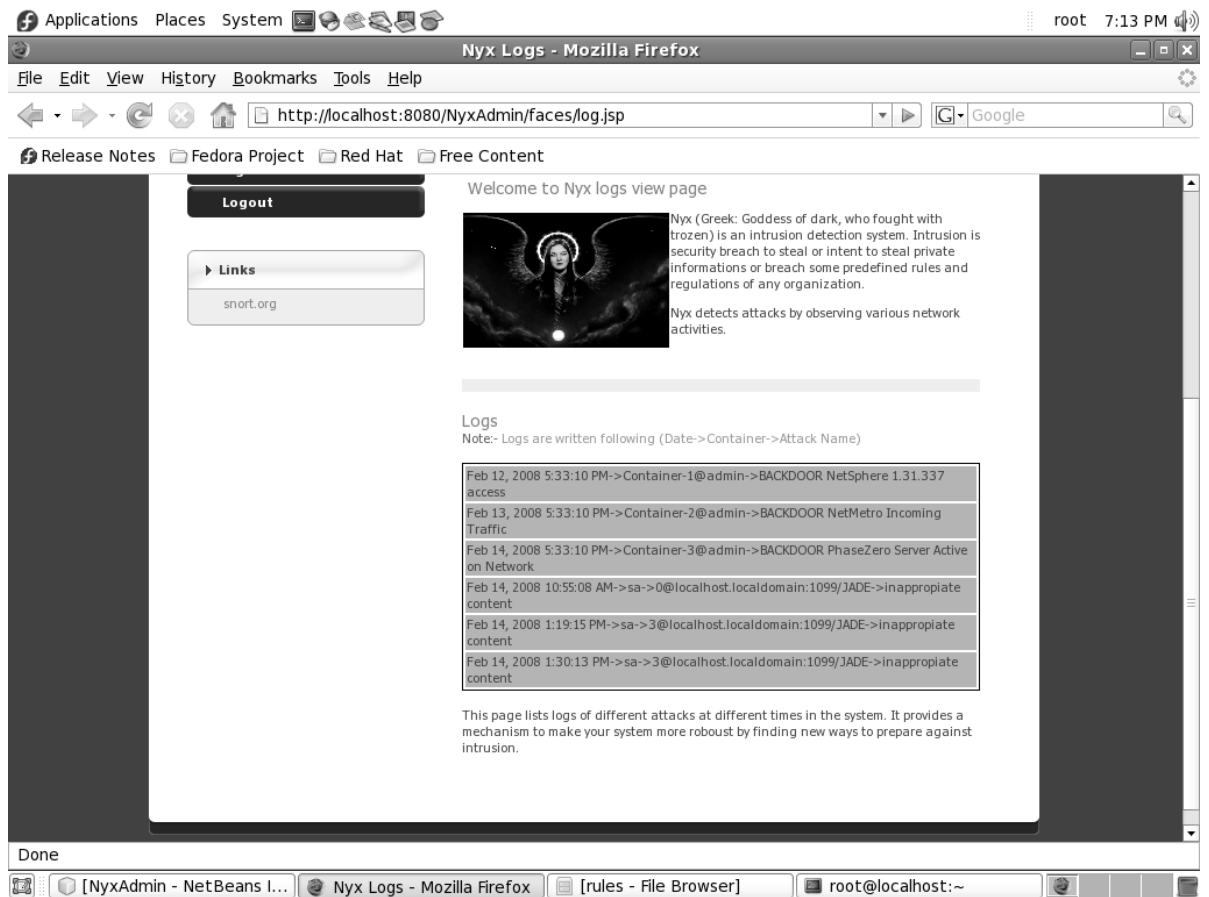 Applications Places System root 7:13 PM
Nyx Logs - Mozilla Firefox
File Edit View History Bookmarks Tools Help
http://localhost:8080/NyxAdmin/faces/log.jsp G Google
Release Notes Fedora Project Red Hat Free Content
Logout
Links
snort.org
Welcome to Nyx logs view page
Nyx (Greek: Goddess of dark, who fought with
trozen) is an intrusion detection system. Intrusion is
security breach to steal or intent to steal private
informations or breach some predefined rules and
regulations of any organization.
Nyx detects attacks by observing various network
activities.
Logs
Note:- Logs are written following (Date->Container->Attack Name)
Feb 12, 2008 5:33:10 PM->Container-1@admin->BACKDOOR NetSphere 1.31.337
access
Feb 13, 2008 5:33:10 PM->Container-2@admin->BACKDOOR NetMetro Incoming
Traffic
Feb 14, 2008 5:33:10 PM->Container-3@admin->BACKDOOR PhaseZero Server Active
on Network
Feb 14, 2008 10:55:08 AM->sa->0@localhost.localdomain:1099/JADE->inappropiate
content
Feb 14, 2008 1:19:15 PM->sa->3@localhost.localdomain:1099/JADE->inappropiate
content
Feb 14, 2008 1:30:13 PM->sa->3@localhost.localdomain:1099/JADE->inappropiate
content
This page lists logs of different attacks at different times in the system. It provides a
mechanism to make your system more roboust by finding new ways to prepare against
intrusion.
Done
[NyxAdmin - NetBeans I... Nyx Logs - Mozilla Firefox [rules - File Browser] root@localhost:~